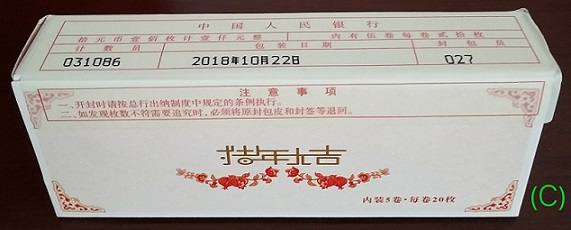 中国人民银行
拾元币壹佰枚计壹仟元整 内有伍卷每卷贰拾枚
计数员 包装日期 封包员
031086 2018年10月22日 027
注意事项
一、开封时请按总行出纳制度中规定的条例执行。
二、如发现枚数不符需要追究时，必须将原封包皮和封签等退回。
猪年大吉
内装5卷·每卷20枚
(C)